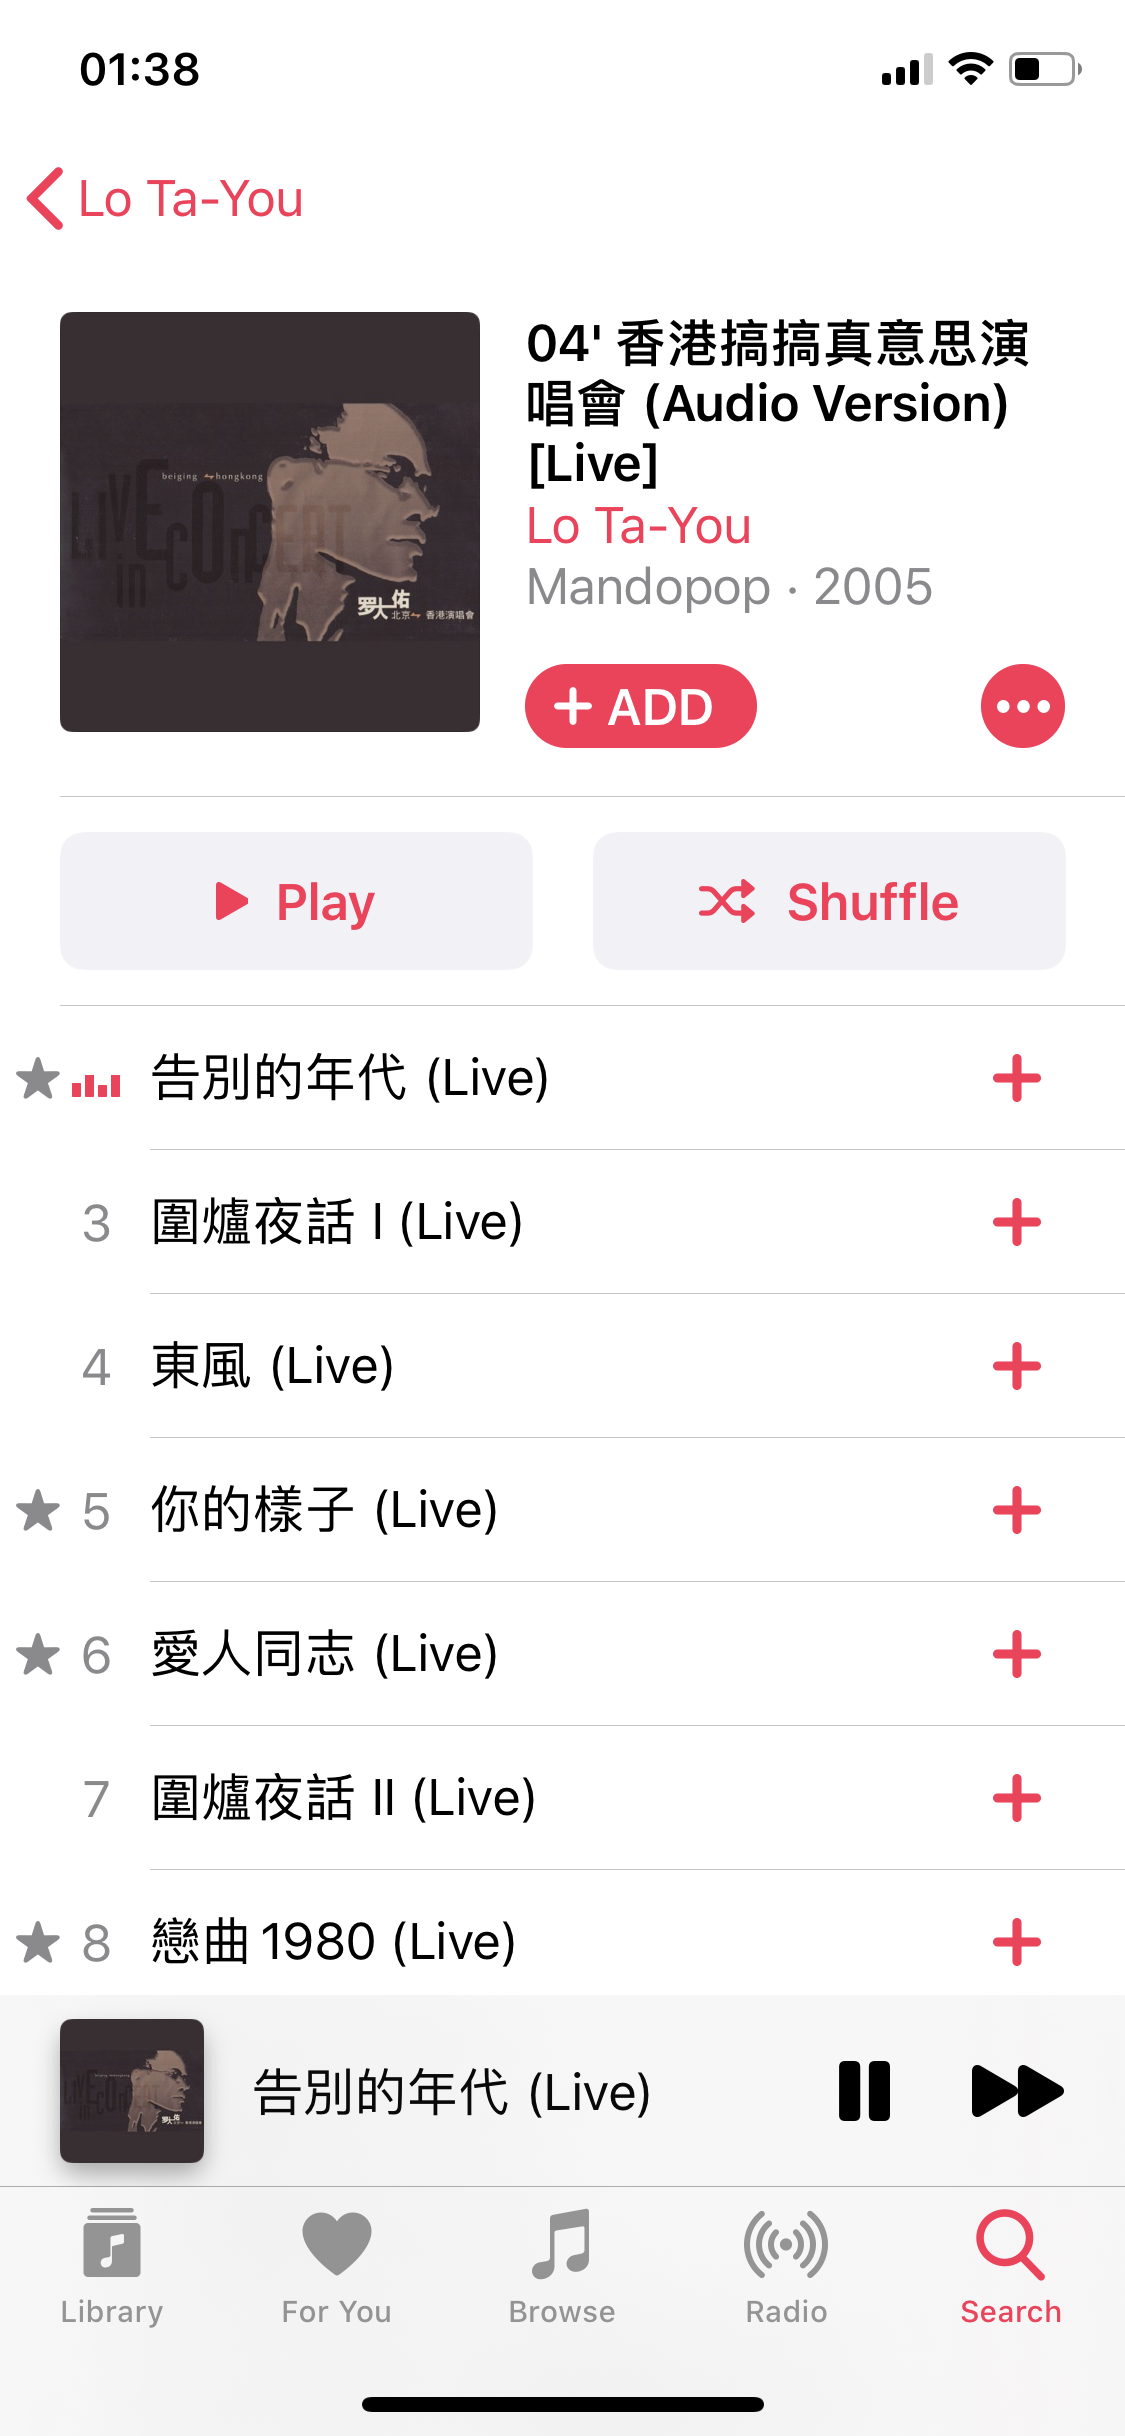 01:38
Lo Ta-You
04' 香港搞搞真意思演
唱會 (Audio Version)
[Live]
Lo Ta-You
Mandopop · 2005
beiging hongkong
LIVE in CONCERT
罗大佑
北京 香港演唱會
+ ADD
Play
Shuffle
告別的年代 (Live)
3 圍爐夜話 I (Live)
4 東風 (Live)
5 你的樣子 (Live)
6 愛人同志 (Live)
7 圍爐夜話 II (Live)
8 戀曲1980 (Live)
告別的年代 (Live)
Library
For You
Browse
Radio
Search